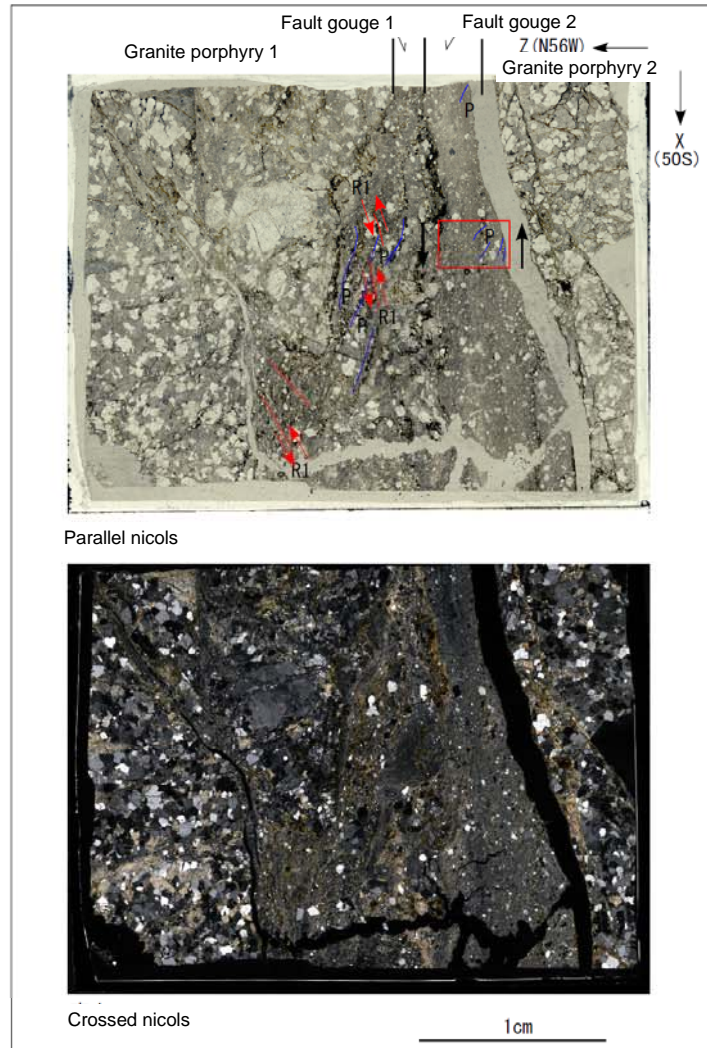 Fault gouge 1
Fault gouge 2
Granite porphyry 1
Z (N56W)
Granite porphyry 2
X
(50S)
P
R1
P
P
P
R1
P
R1
Parallel nicols
Crossed nicols
1cm